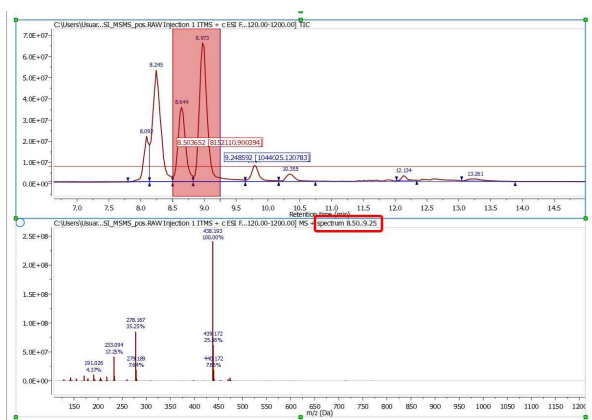 C:\Users\Usuar...SI_MSMS_pos.RAW Injection 1 ITMS + c ESI F...120.00-1200.00] TIC
7.0E+07
6.0E+07
5.0E+07
4.0E+07
3.0E+07
2.0E+07
1.0E+07
0.0E+00
8.092
8.245
8.644
8.973
8.503652 [8152110,900394]
9.248592 [1044025.120783]
10.355
12.134
13.261
7.0 7.5 8.0 8.5 9.0 9.5 10.0 10.5 11.0 11.5 12.0 12.5 13.0 13.5 14.0 14.5
Retention time (min)
C:\Users\Usuar...SI_MSMS_pos.RAW Injection 1 ITMS + c ESI F...120.00-1200.00] MS + spectrum 8.50..9.25
2.5E+08
2.0E+08
1.5E+08
1.0E+08
5.0E+07
0.0E+00
438.193
100.00%
278.167
35.25%
439.172
25.36%
233.094
17.25%
191.026
4.37%
279.189
7.64%
440.172
150 200 250 300 350 400 450 500 550 600 650 700 750 800 850 900 950 1000 1050 1100 1150 120
m/z (Da)